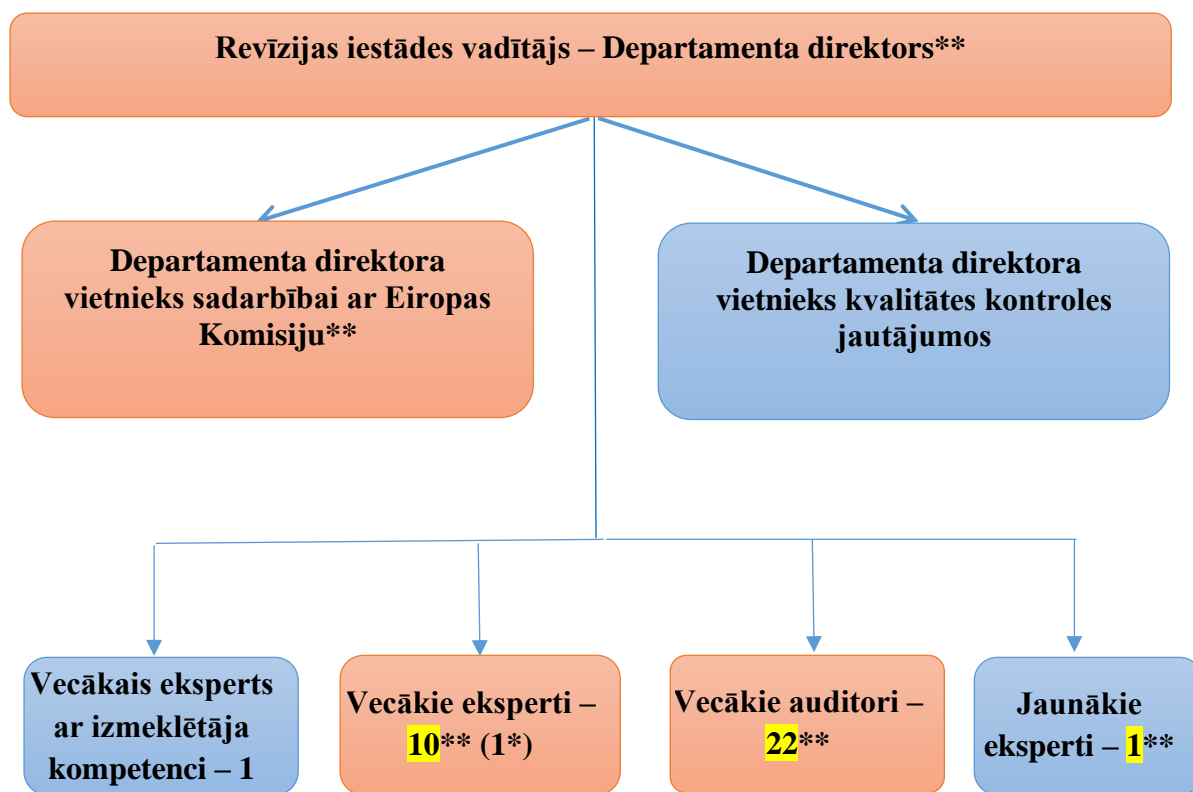 Revīzijas iestādes vadītājs – Departamenta direktors**
Departamenta direktora
vietnieks sadarbībai ar Eiropas
Komisiju**
Departamenta direktora
vietnieks kvalitātes kontroles
jautājumos
Vecākais eksperts
ar izmeklētāja
kompetenci – 1
Vecākie eksperti –
10** (1*)
Vecākie auditori –
22**
Jaunākie
eksperti – 1**